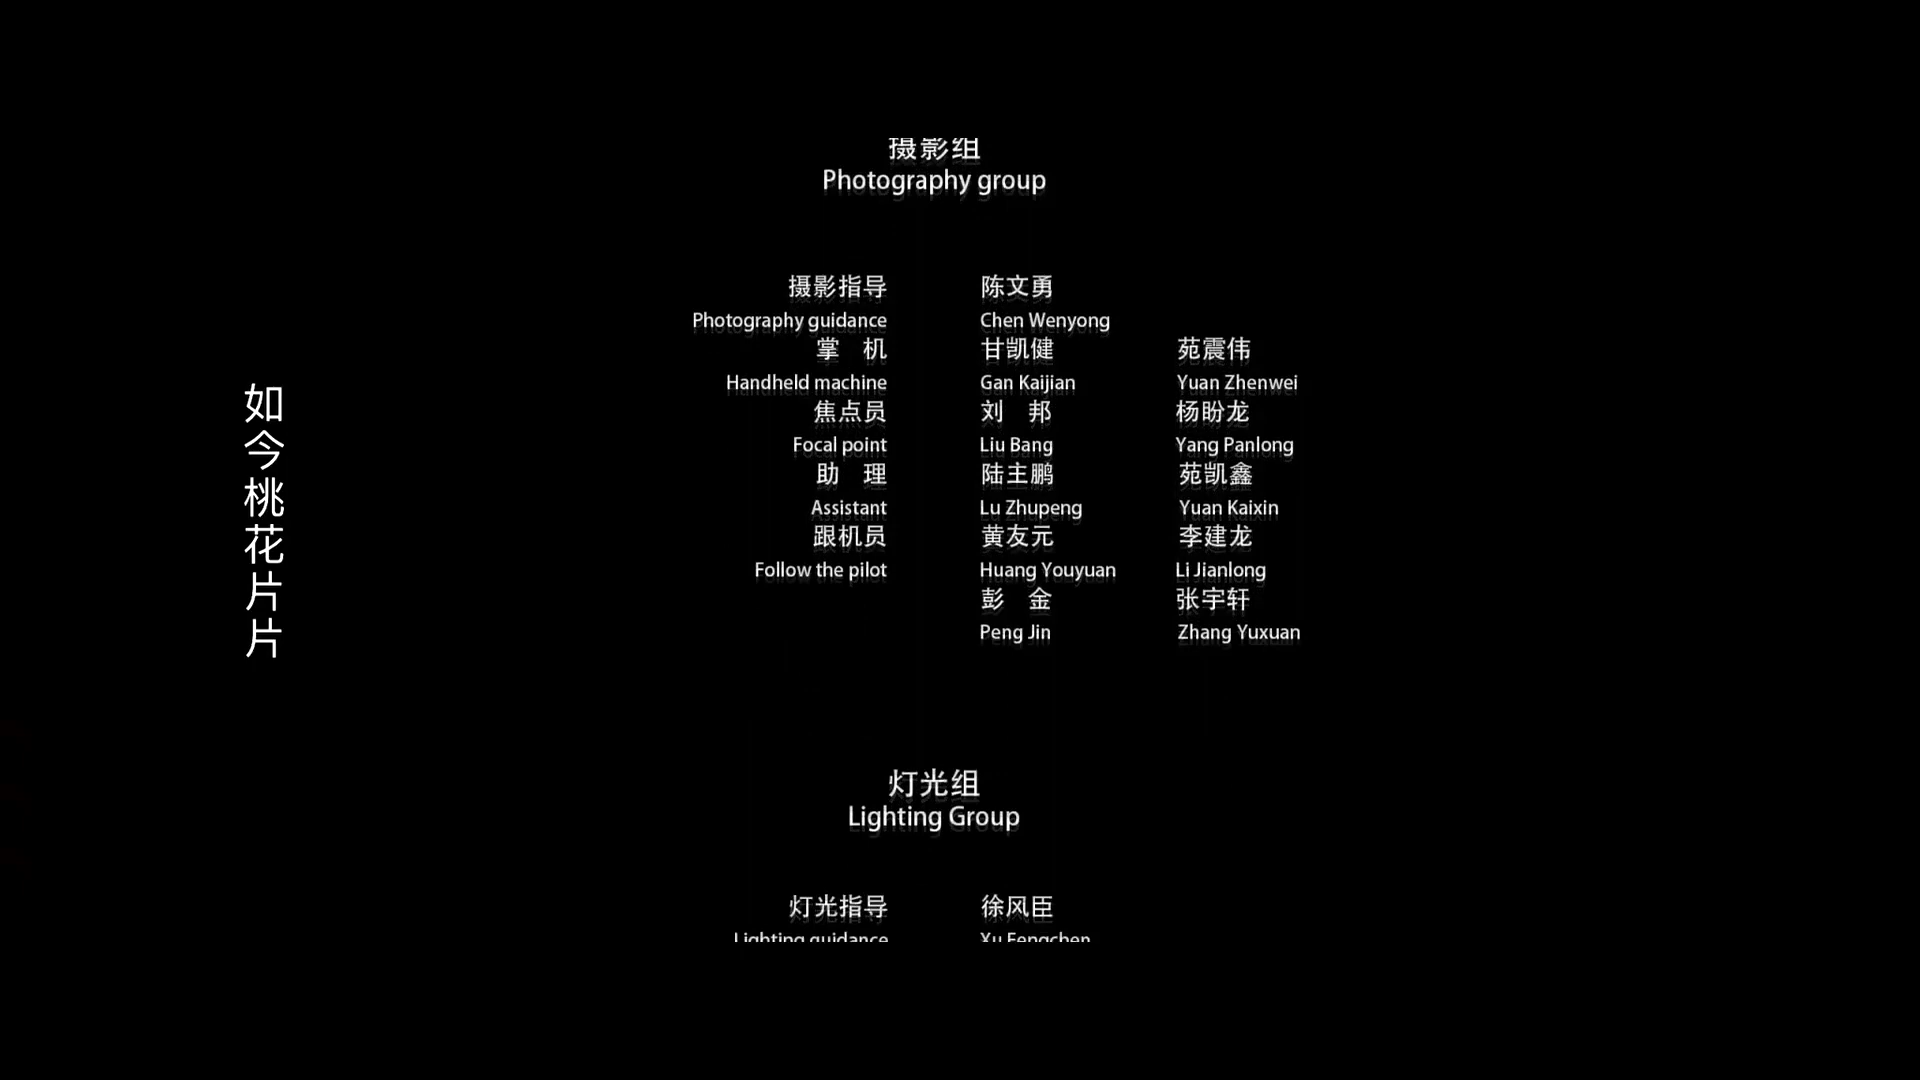 如今桃花片片
摄影组
Photography group
摄影指导 陈文勇
Photography guidance Chen Wenyong
掌 机 甘凯健 苑震伟
Handheld machine Gan Kaijian Yuan Zhenwei
焦点员 刘 邦 杨盼龙
Focal point Liu Bang Yang Panlong
助 理 陆主鹏 苑凯鑫
Assistant Lu Zhupeng Yuan Kaixin
跟机员 黄友元 李建龙
Follow the pilot Huang Youyuan Li Jianlong
彭 金 张宇轩
Peng Jin Zhang Yuxuan
灯光组
Lighting Group
灯光指导 徐风臣
Lighting guidance Xu Fengchen